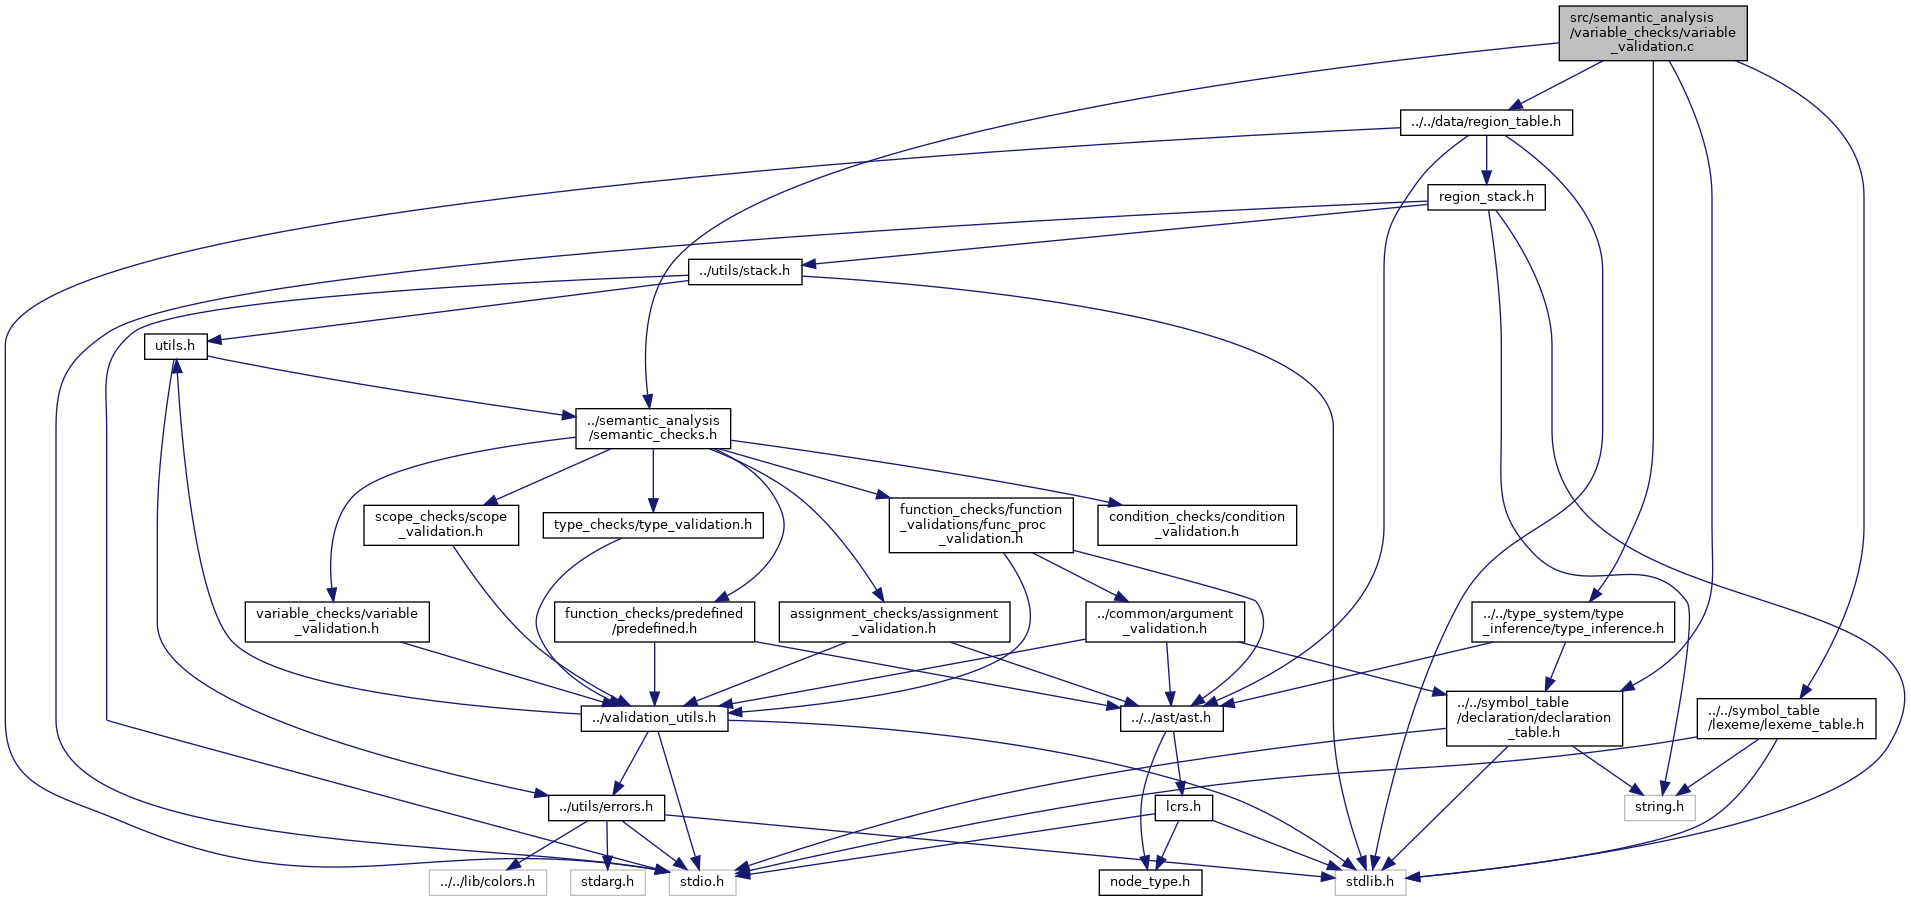 src/semantic_analysis
/variable_checks/variable
_validation.c
../../data/region_table.h
region_stack.h
../utils/stack.h
utils.h
../semantic_analysis
/semantic_checks.h
function_checks/function
_validations/func_proc
_validation.h
scope_checks/scope
_validation.h
type_checks/type_validation.h
condition_checks/condition
_validation.h
variable_checks/variable
_validation.h
function_checks/predefined
/predefined.h
assignment_checks/assignment
_validation.h
../common/argument
_validation.h
../../type_system/type
_inference/type_inference.h
../validation_utils.h
../../ast/ast.h
../../symbol_table
/declaration/declaration
_table.h
../../symbol_table
/lexeme/lexeme_table.h
../utils/errors.h
lcrs.h
string.h
../../lib/colors.h
stdarg.h
stdio.h
node_type.h
stdlib.h